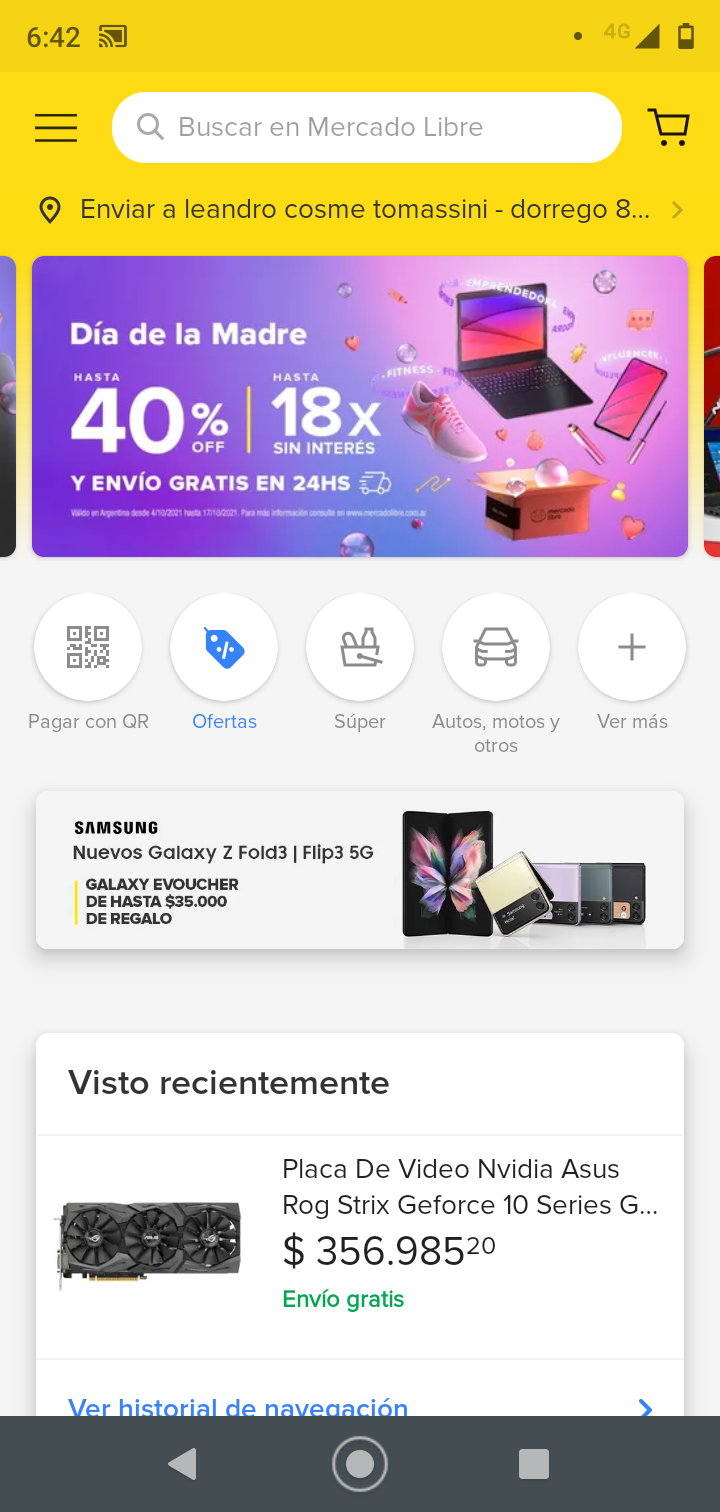 6:42
4G
Buscar en Mercado Libre
Enviar a leandro cosme tomassini - dorrego 8...
EMPRENDEDORA
Día de la Madre
HASTA
40% OFF
HASTA
18x
SIN INTERÉS
FITNESS
INFLUENCER
Y ENVÍO GRATIS EN 24HS
Válido en Argentina desde 4/10/2021 hasta 17/10/2021. Para más información consulte en www.mercadolibre.com.ar
mercado
libre
Pagar con QR
Ofertas
Súper
Autos, motos y
otros
Ver más
SAMSUNG
Nuevos Galaxy Z Fold3 | Flip3 5G
GALAXY EVOUCHER
DE HASTA $35.000
DE REGALO
Visto recientemente
Placa De Video Nvidia Asus
Rog Strix Geforce 10 Series G...
$ 356.98520
Envío gratis
Ver historial de navegación